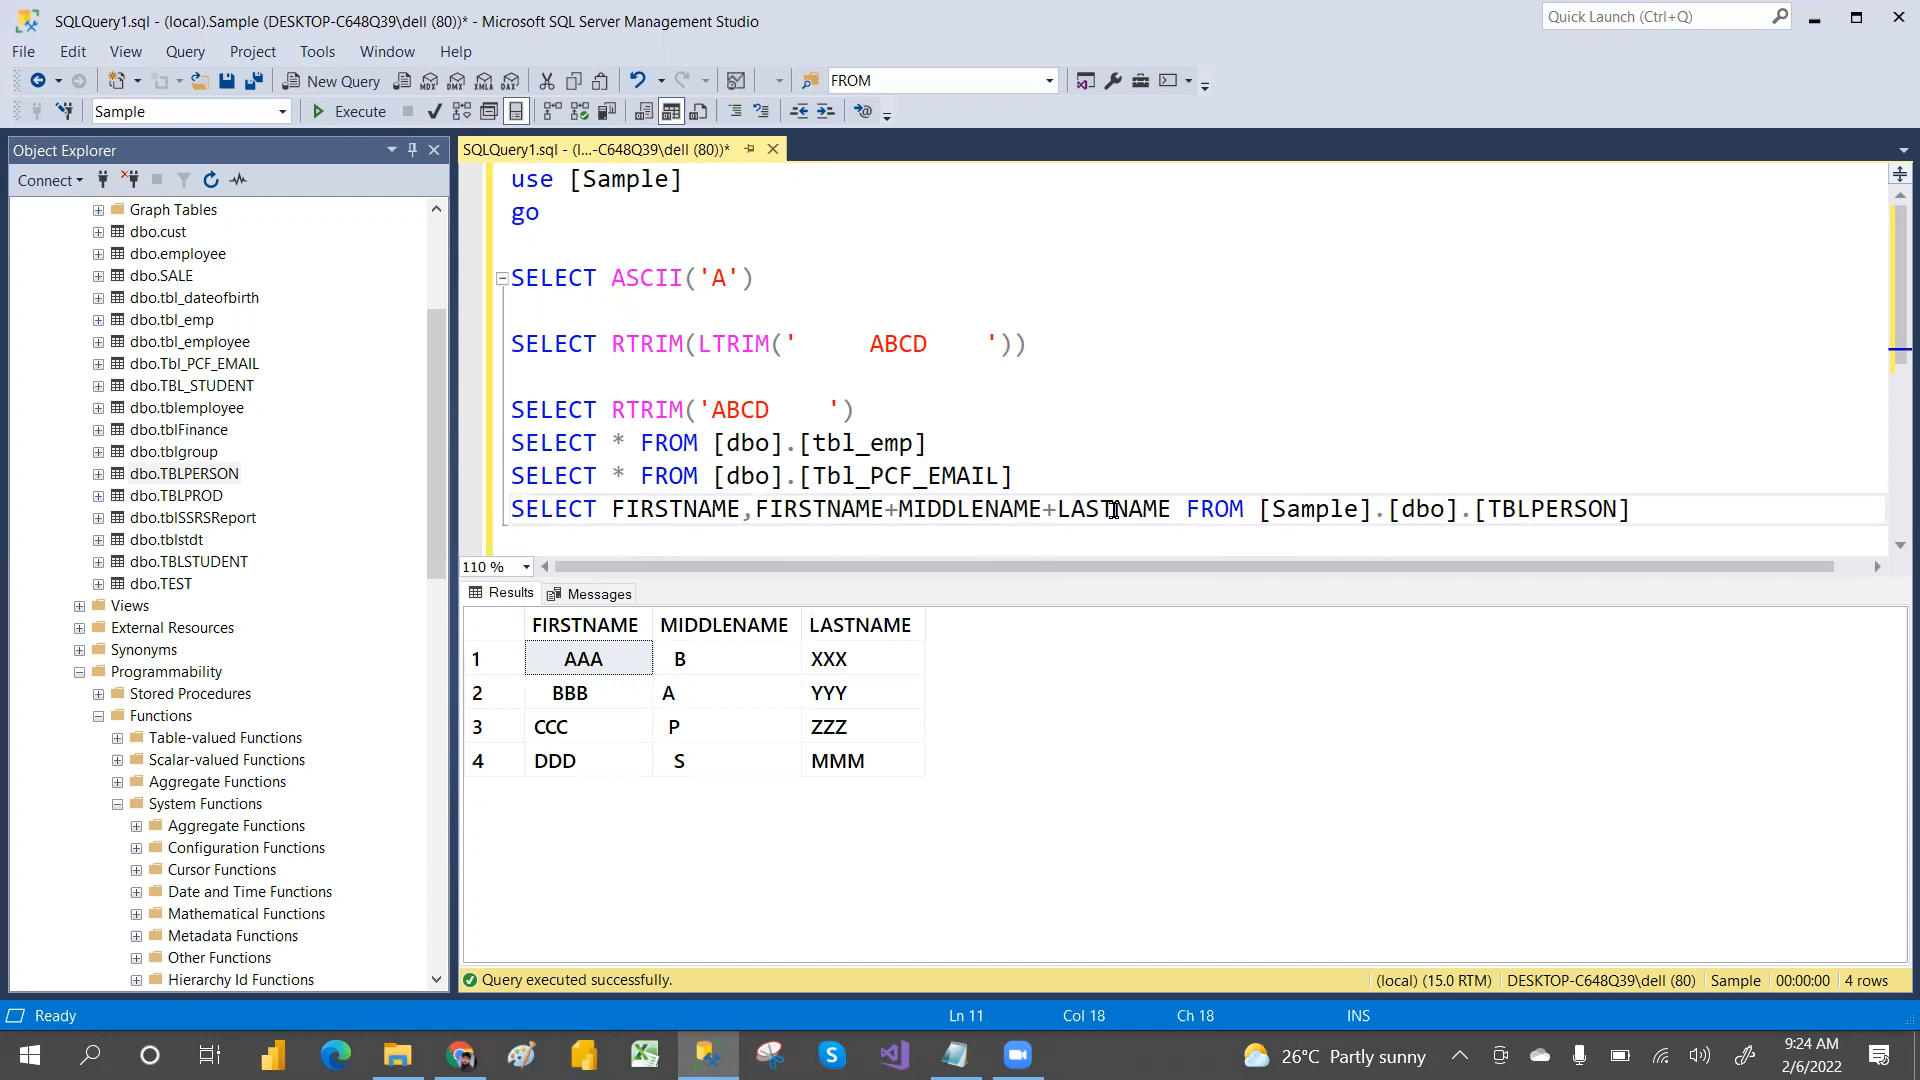 SQLQuery1.sql - (local).Sample (DESKTOP-C648Q39\dell (80))* - Microsoft SQL Server Management Studio
Quick Launch (Ctrl+Q)
File Edit View Query Project Tools Window Help
New Query
MDX DMX XMLA DAX
FROM
Sample
Execute
Object Explorer
Connect
Graph Tables
dbo.cust
dbo.employee
dbo.SALE
dbo.tbl_dateofbirth
dbo.tbl_emp
dbo.tbl_employee
dbo.Tbl_PCF_EMAIL
dbo.TBL_STUDENT
dbo.tblemployee
dbo.tblFinance
dbo.tblgroup
dbo.TBLPERSON
dbo.TBLPROD
dbo.tblSSRSReport
dbo.tblstdt
dbo.TBLSTUDENT
dbo.TEST
Views
External Resources
Synonyms
Programmability
Stored Procedures
Functions
Table-valued Functions
Scalar-valued Functions
Aggregate Functions
System Functions
Aggregate Functions
Configuration Functions
Cursor Functions
Date and Time Functions
Mathematical Functions
Metadata Functions
Other Functions
Hierarchy Id Functions
SQLQuery1.sql - (l...-C648Q39\dell (80))*
use [Sample]
go
SELECT ASCII('A')
SELECT RTRIM(LTRIM('     ABCD    '))
SELECT RTRIM('ABCD    ')
SELECT * FROM [dbo].[tbl_emp]
SELECT * FROM [dbo].[Tbl_PCF_EMAIL]
SELECT FIRSTNAME,FIRSTNAME+MIDDLENAME+LASTNAME FROM [Sample].[dbo].[TBLPERSON]
110 %
Results Messages
FIRSTNAME MIDDLENAME LASTNAME
1 AAA B XXX
2 BBB A YYY
3 CCC P ZZZ
4 DDD S MMM
Query executed successfully.
(local) (15.0 RTM) DESKTOP-C648Q39\dell (80) Sample 00:00:00 4 rows
Ready Ln 11 Col 18 Ch 18 INS
26°C Partly sunny
9:24 AM
2/6/2022